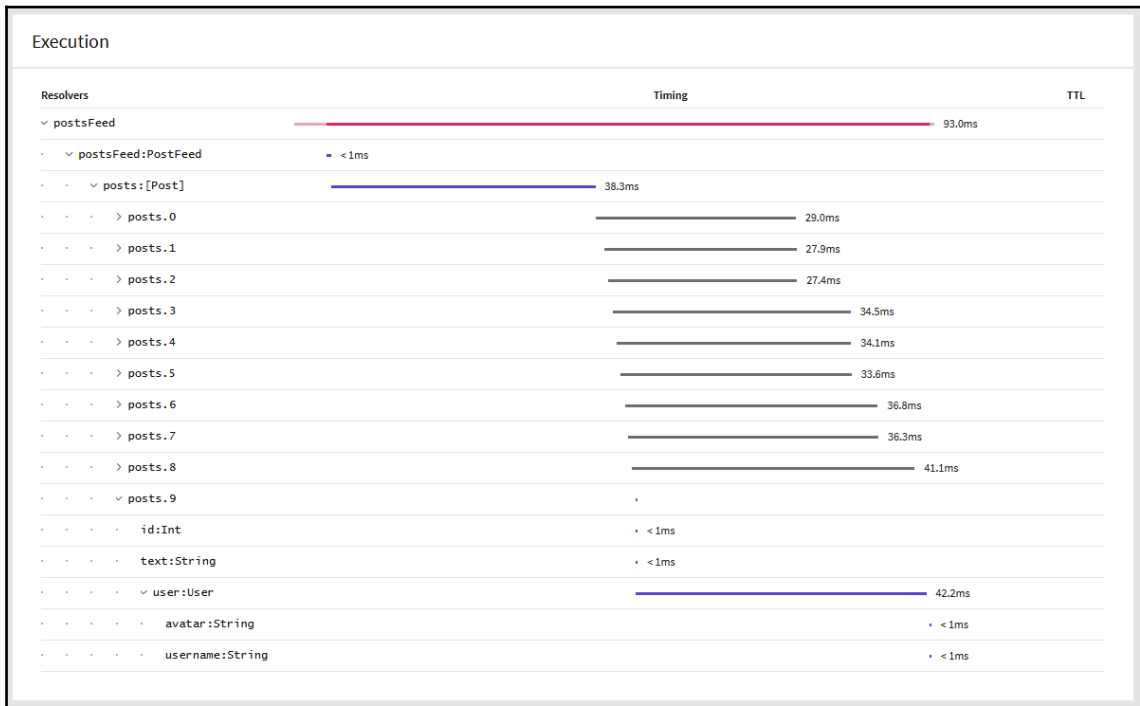 Execution
Resolvers Timing TTL
postsFeed 93.0ms
postsFeed:PostFeed <1ms
posts:[Post] 38.3ms
posts.0 29.0ms
posts.1 27.9ms
posts.2 27.4ms
posts.3 34.5ms
posts.4 34.1ms
posts.5 33.6ms
posts.6 36.8ms
posts.7 36.3ms
posts.8 41.1ms
posts.9
id:Int <1ms
text:String <1ms
user:User 42.2ms
avatar:String <1ms
username:String <1ms